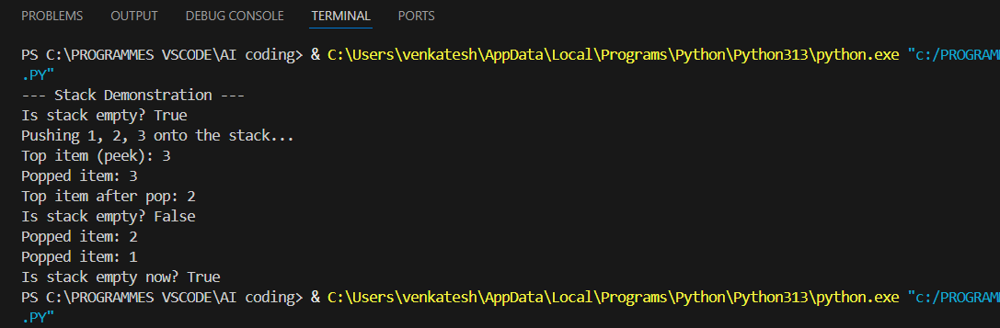 PROBLEMS OUTPUT DEBUG CONSOLE TERMINAL PORTS
PS C:\PROGRAMMES VSCODE\AI coding> & C:\Users\venkatesh\AppData\Local\Programs\Python\Python313\python.exe "c:/PROGRAM
.PY"
--- Stack Demonstration ---
Is stack empty? True
Pushing 1, 2, 3 onto the stack...
Top item (peek): 3
Popped item: 3
Top item after pop: 2
Is stack empty? False
Popped item: 2
Popped item: 1
Is stack empty now? True
PS C:\PROGRAMMES VSCODE\AI coding> & C:\Users\venkatesh\AppData\Local\Programs\Python\Python313\python.exe "c:/PROGRAM
.PY"